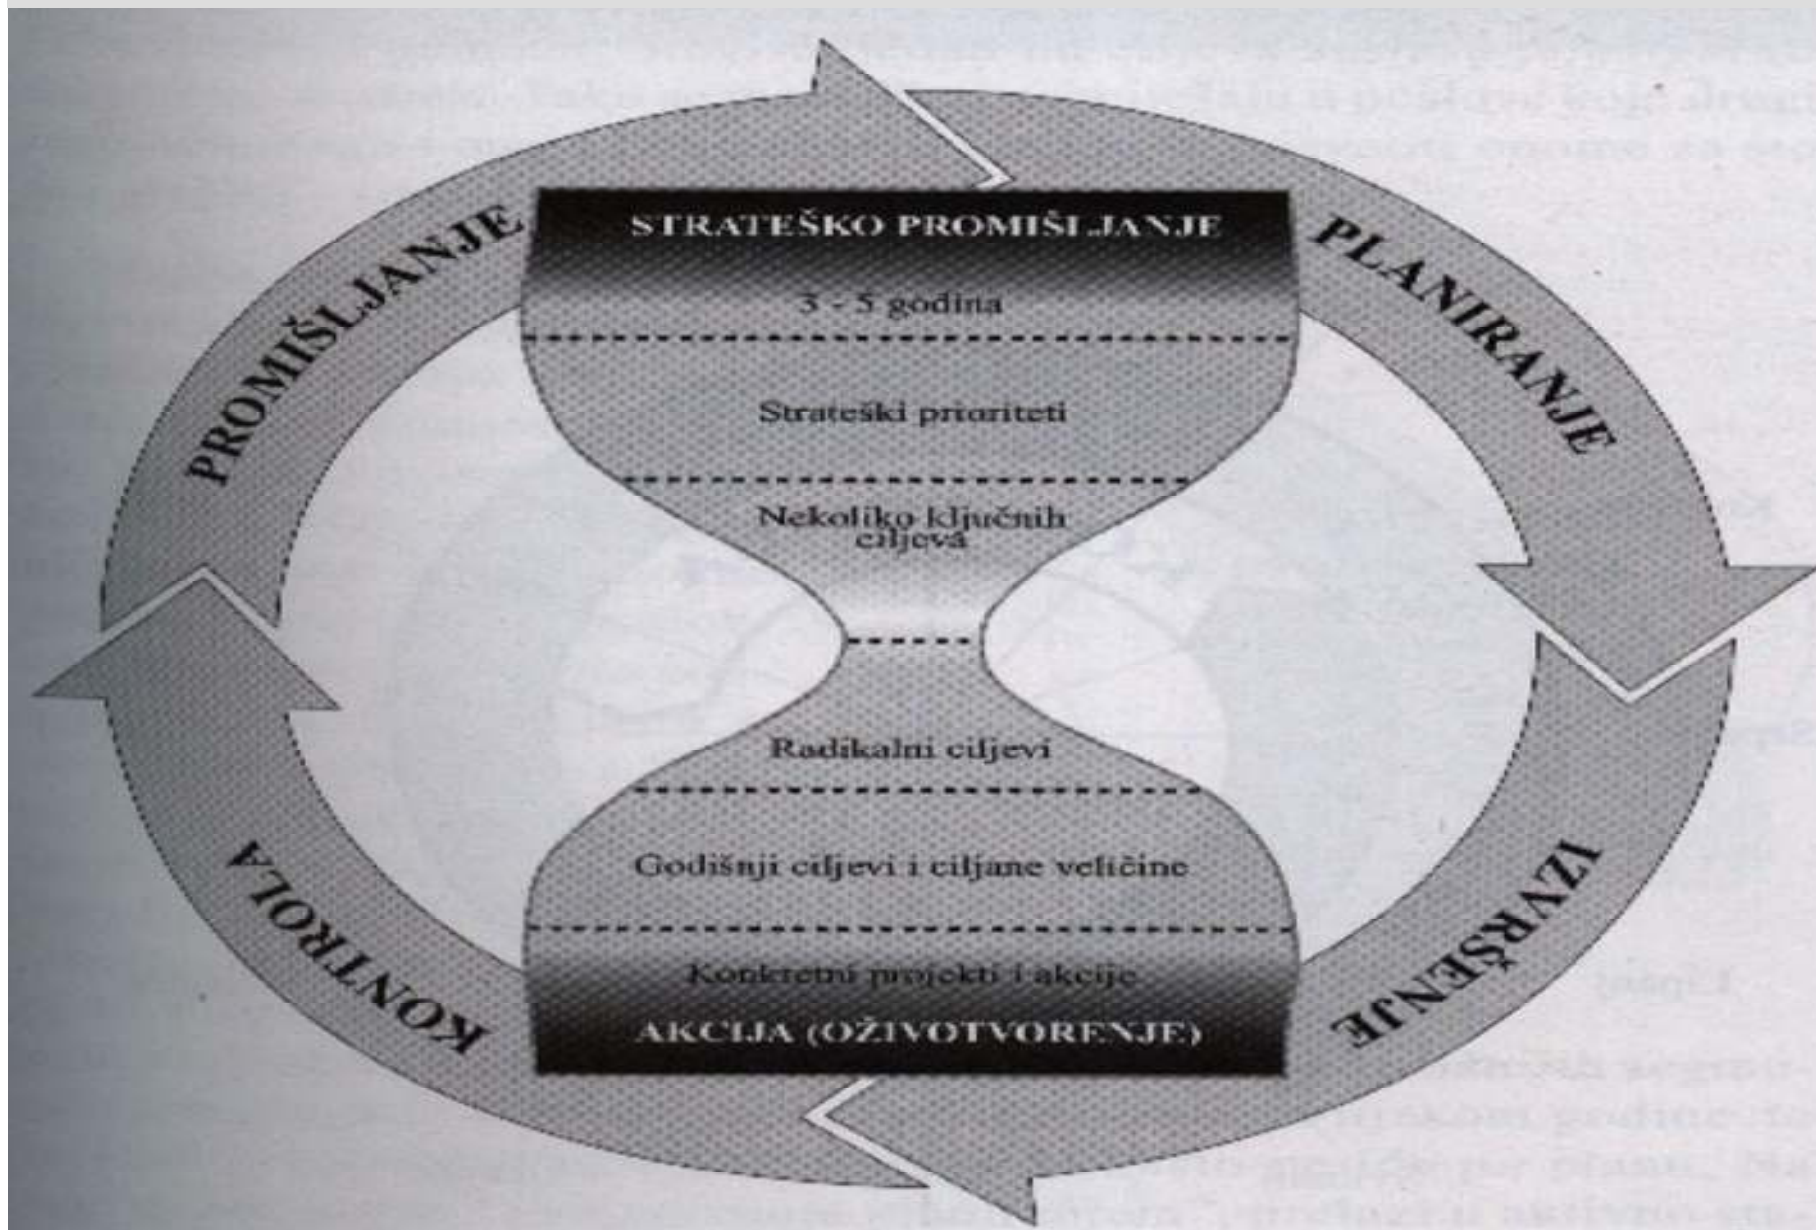 PROMIŠLJANJE
PLANIRANJE
IZVRŠENJE
KONTROLA
STRATEŠKO PROMIŠLJANJE
3 - 5 godina
Strateški prioriteti
Nekoliko ključnih
ciljeva
Radikalni ciljevi
Godišnji ciljevi i ciljane veličine
Konkretni projekti i akcije
AKCIJA (OŽIVOTVORENJE)
Lipanj